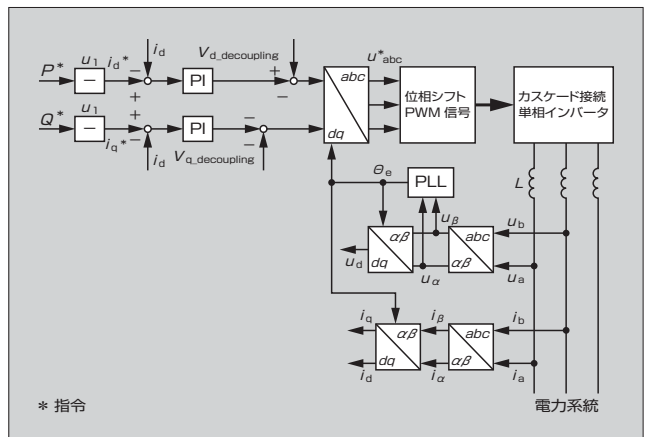 P* u1 − id* − id + PI Vd_decoupling + −
Q* u1 − iq* + − id PI − − Vq_decoupling
abc dq
u*abc
位相シフト
PWM 信号
カスケード接続
単相インバータ
L
θe
PLL
uβ
αβ dq
abc αβ
ub
ud
uα
ua
iq
αβ dq
iβ
abc αβ
ib
id
iα
ia
* 指令
電力系統